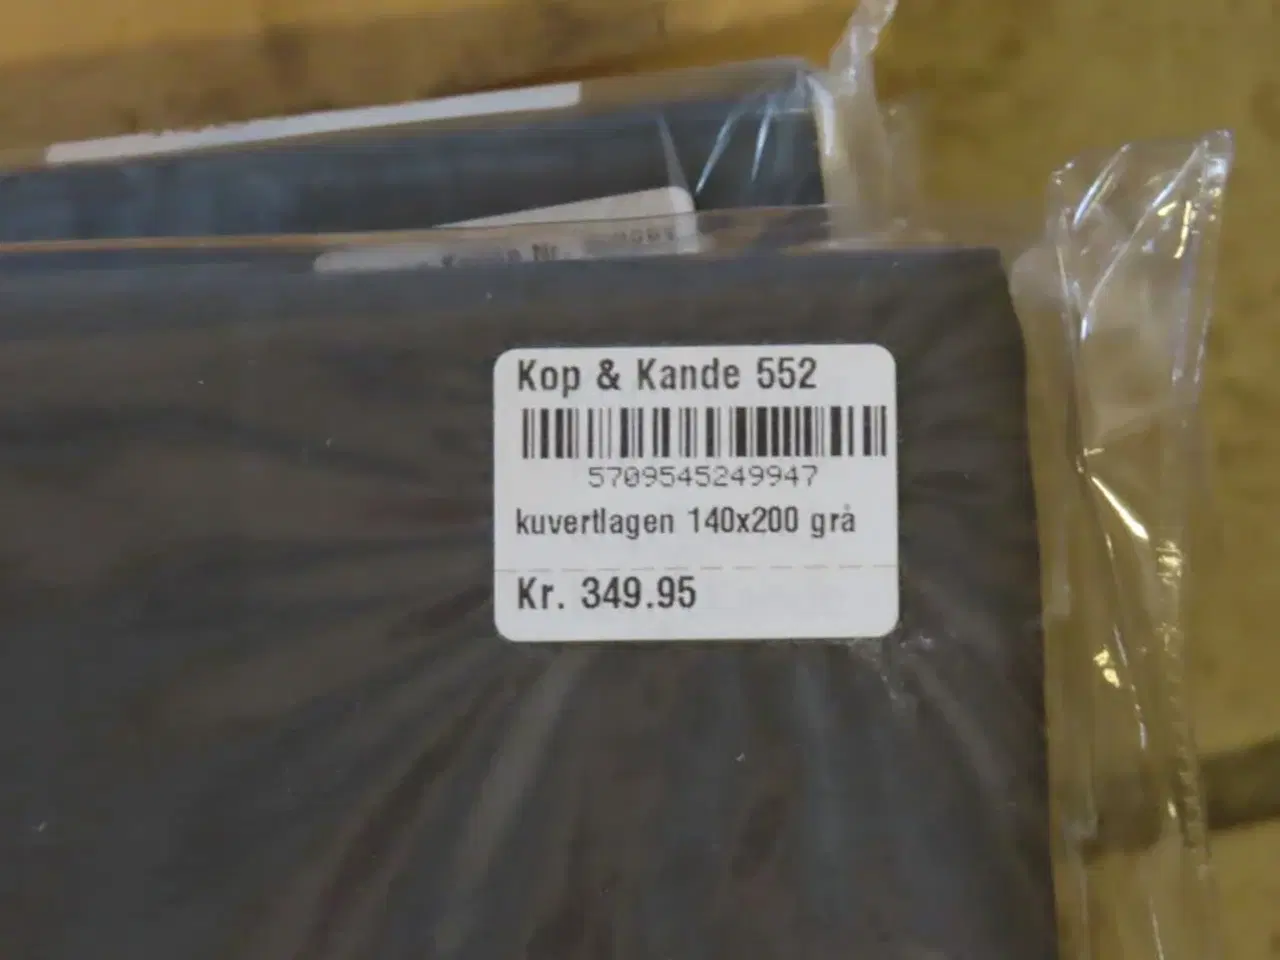 Kop & Kande 552
5709545249947
kuvertlagen 140x200 grå
Kr. 349.95